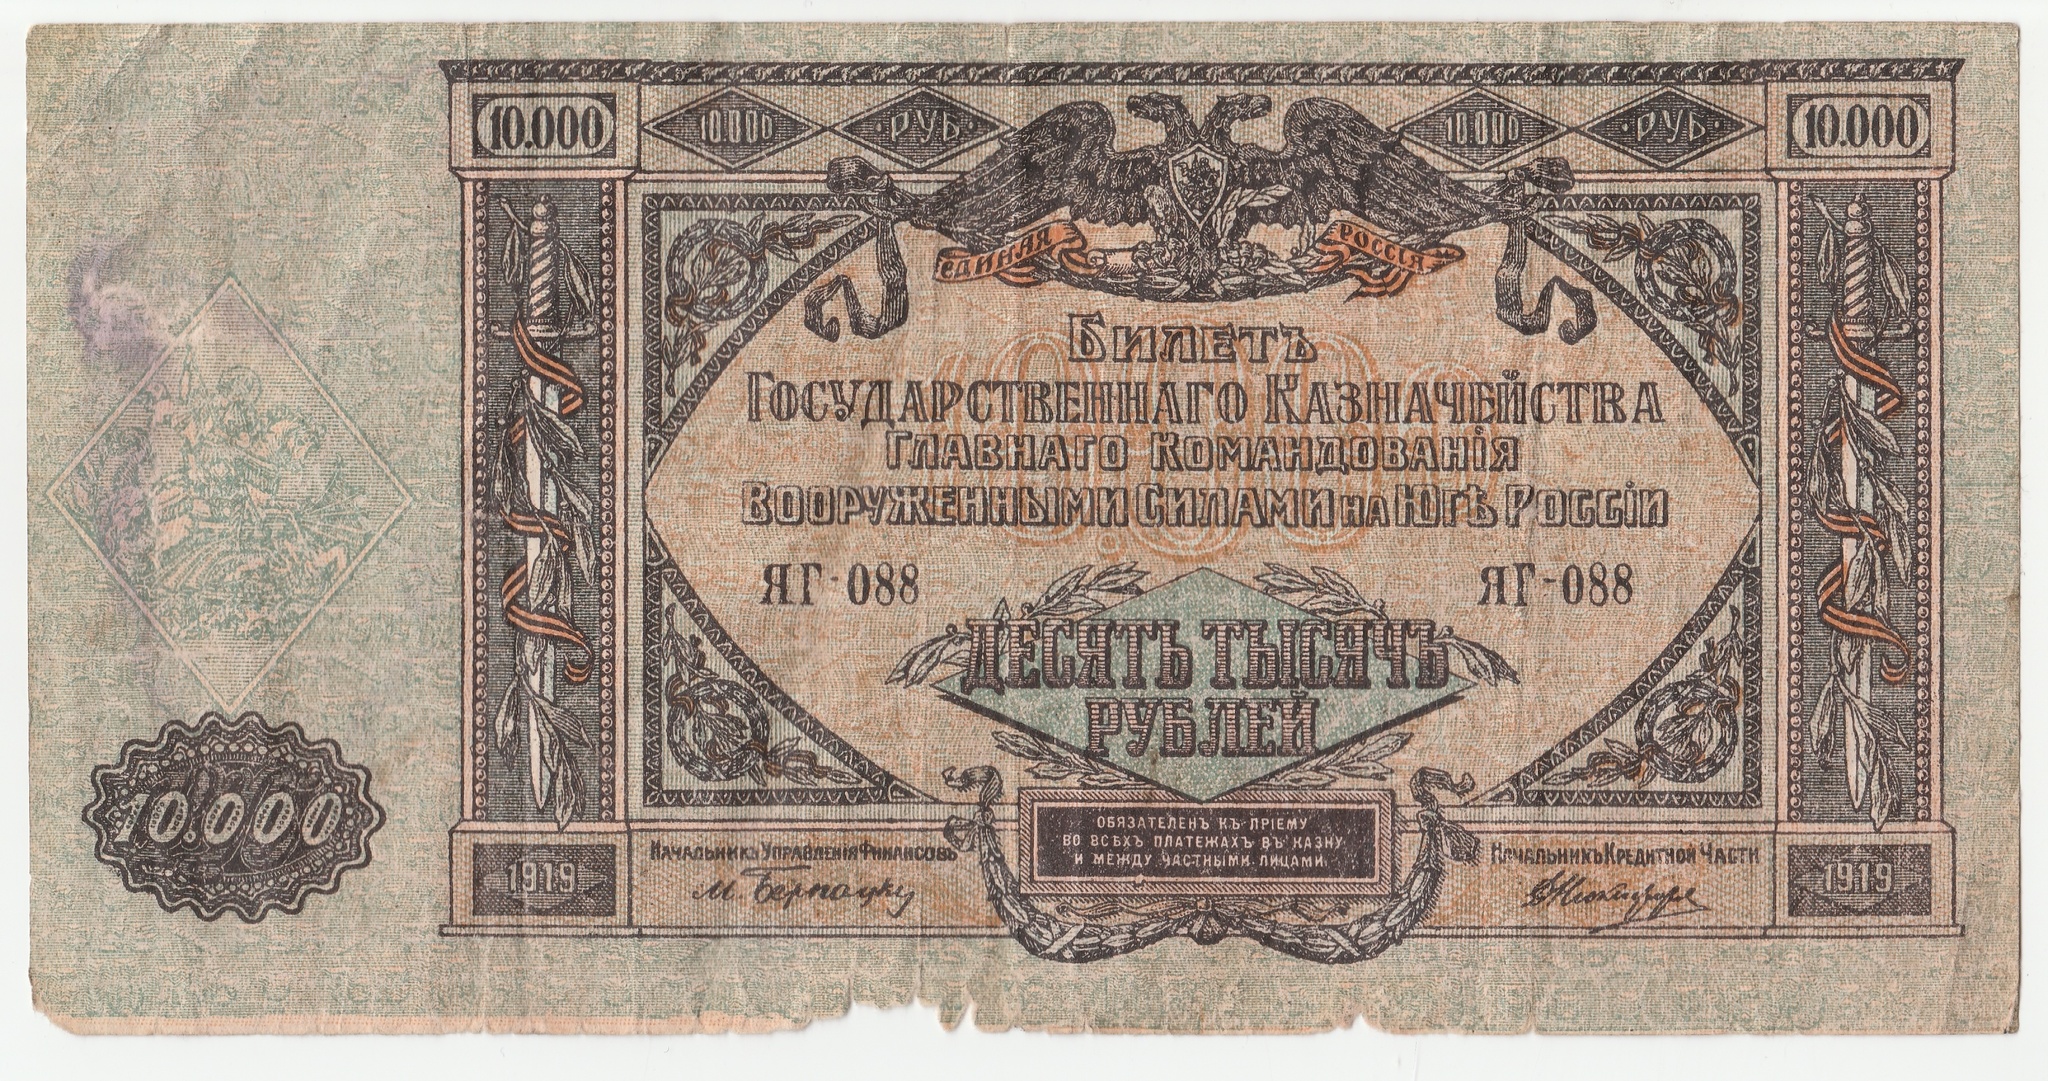 10.000 10.000 РУБ 10.000 РУБ 10.000
ЕДИНАЯ РОССІЯ
БИЛЕТЪ
ГОСУДАРСТВЕННАГО КАЗНАЧЕЙСТВА
ГЛАВНАГО КОМАНДОВАНІЯ
ВООРУЖЕННЫМИ СИЛАМИ НА ЮГѢ РОССІИ
ЯГ-088 ЯГ-088
ДЕСЯТЬ ТЫСЯЧЪ
РУБЛЕЙ
10.000
ОБЯЗАТЕЛЕНЪ КЪ ПРІЕМУ
ВО ВСѢХЪ ПЛАТЕЖАХЪ ВЪ КАЗНУ
И МЕЖДУ ЧАСТНЫМИ ЛИЦАМИ.
1919 НАЧАЛЬНИКЪ УПРАВЛЕНІЯ ФИНАНСОВЪ НАЧАЛЬНИКЪ КРЕДИТНОЙ ЧАСТИ 1919
М. Бернацкій